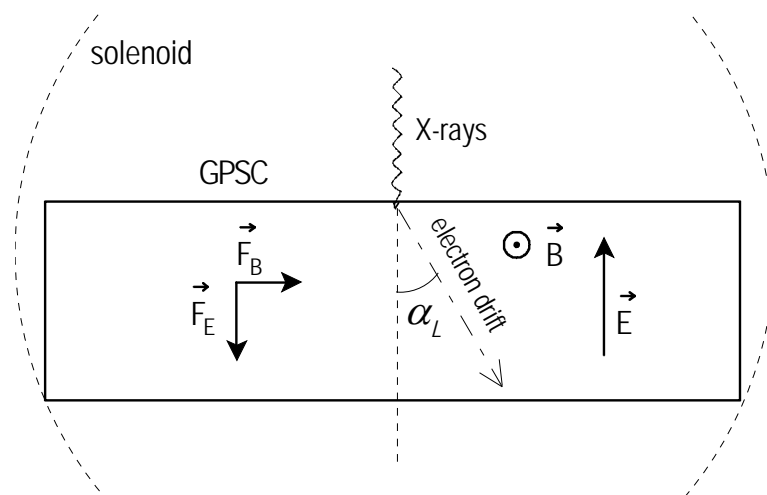 solenoid
X-rays
GPSC
F_B
F_E
electron drift
α_L
B
E